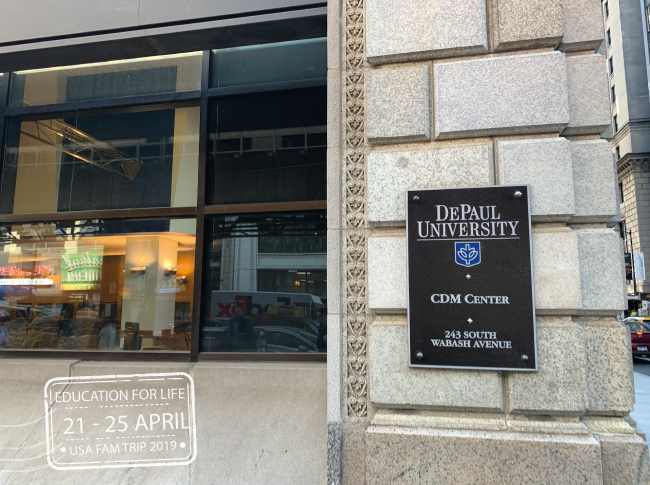 DEPAUL
UNIVERSITY
CDM CENTER
243 SOUTH
WABASH AVENUE
EDUCATION FOR LIFE
21 - 25 APRIL
USA FAM TRIP 2019